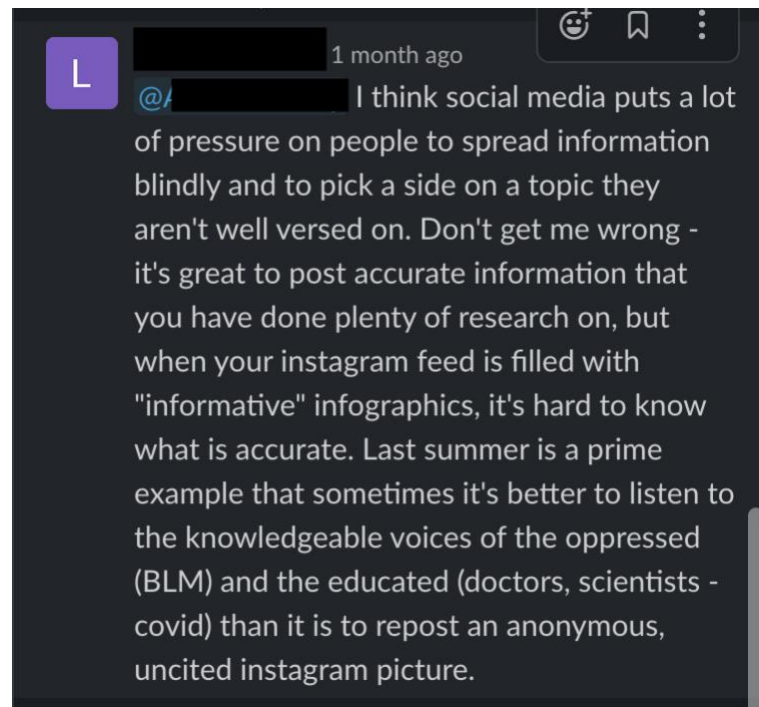 L
1 month ago
@A I think social media puts a lot
of pressure on people to spread information
blindly and to pick a side on a topic they
aren't well versed on. Don't get me wrong -
it's great to post accurate information that
you have done plenty of research on, but
when your instagram feed is filled with
"informative" infographics, it's hard to know
what is accurate. Last summer is a prime
example that sometimes it's better to listen to
the knowledgeable voices of the oppressed
(BLM) and the educated (doctors, scientists -
covid) than it is to repost an anonymous,
uncited instagram picture.